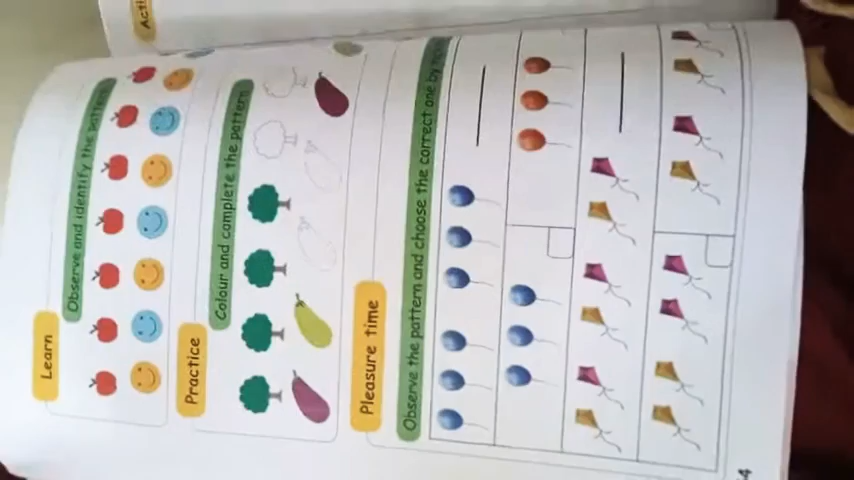 Learn
Observe and identify the pattern
Practice
Colour and complete the pattern
Pleasure time
Observe the pattern and choose the correct one by